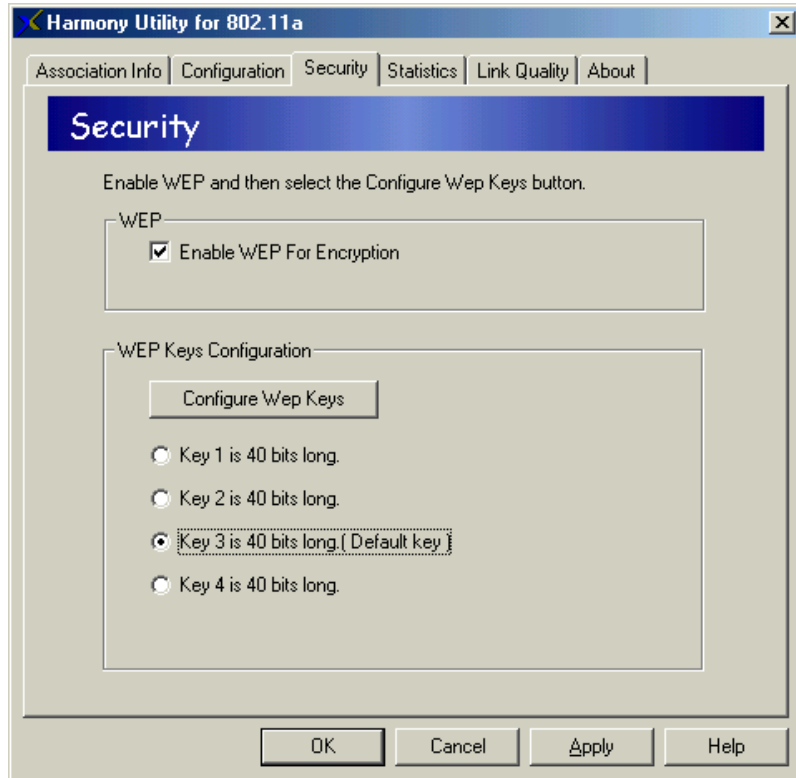 Harmony Utility for 802.11a
Association Info Configuration Security Statistics Link Quality About
Security
Enable WEP and then select the Configure Wep Keys button.
WEP
Enable WEP For Encryption
WEP Keys Configuration
Configure Wep Keys
Key 1 is 40 bits long.
Key 2 is 40 bits long.
Key 3 is 40 bits long.( Default key )
Key 4 is 40 bits long.
OK Cancel Apply Help